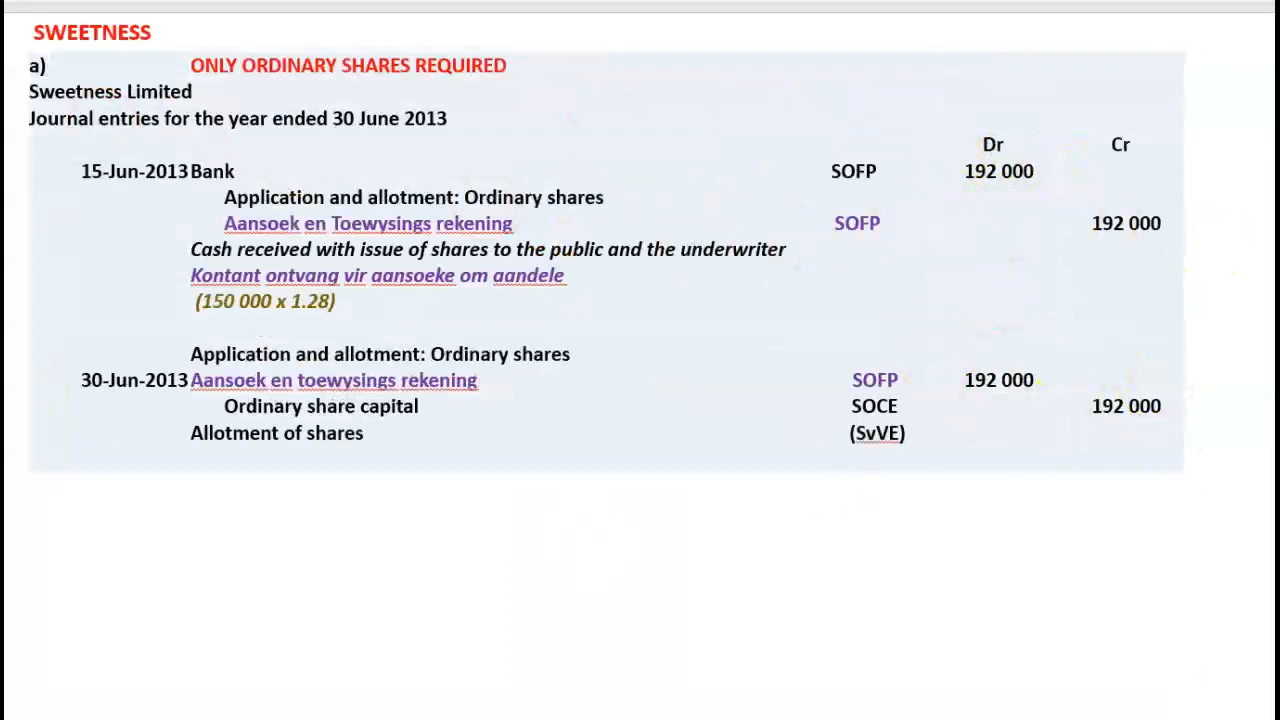 SWEETNESS
a) ONLY ORDINARY SHARES REQUIRED
Sweetness Limited
Journal entries for the year ended 30 June 2013
Dr Cr
15-Jun-2013 Bank SOFP 192 000
Application and allotment: Ordinary shares
Aansoek en Toewysings rekening SOFP 192 000
Cash received with issue of shares to the public and the underwriter
Kontant ontvang vir aansoeke om aandele
(150 000 x 1.28)
Application and allotment: Ordinary shares
30-Jun-2013 Aansoek en toewysings rekening SOFP 192 000
Ordinary share capital SOCE 192 000
Allotment of shares (SvVE)